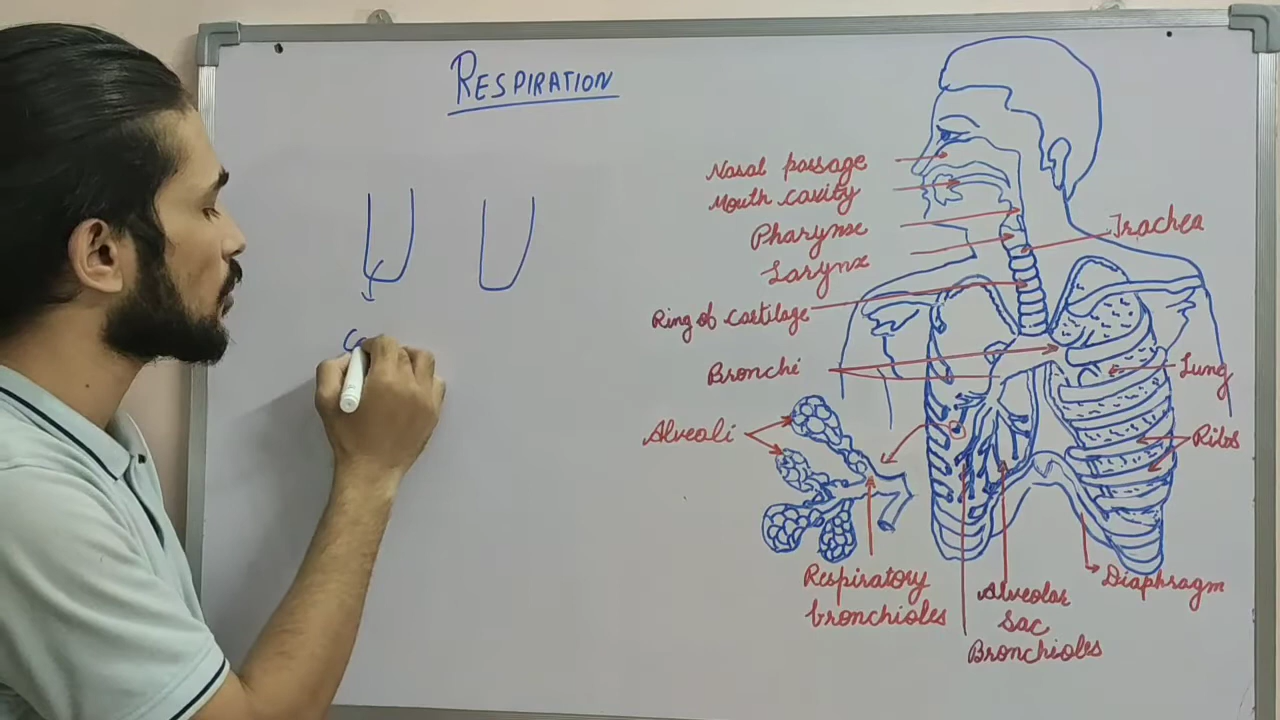 RESPIRATION
Nasal passage
Mouth cavity
Pharynx
Larynx
Trachea
Ring of Cartilage
Bronchi
Lung
Alveoli
Ribs
Respiratory
bronchioles
Alveolar
Sac
Bronchioles
Diaphragm